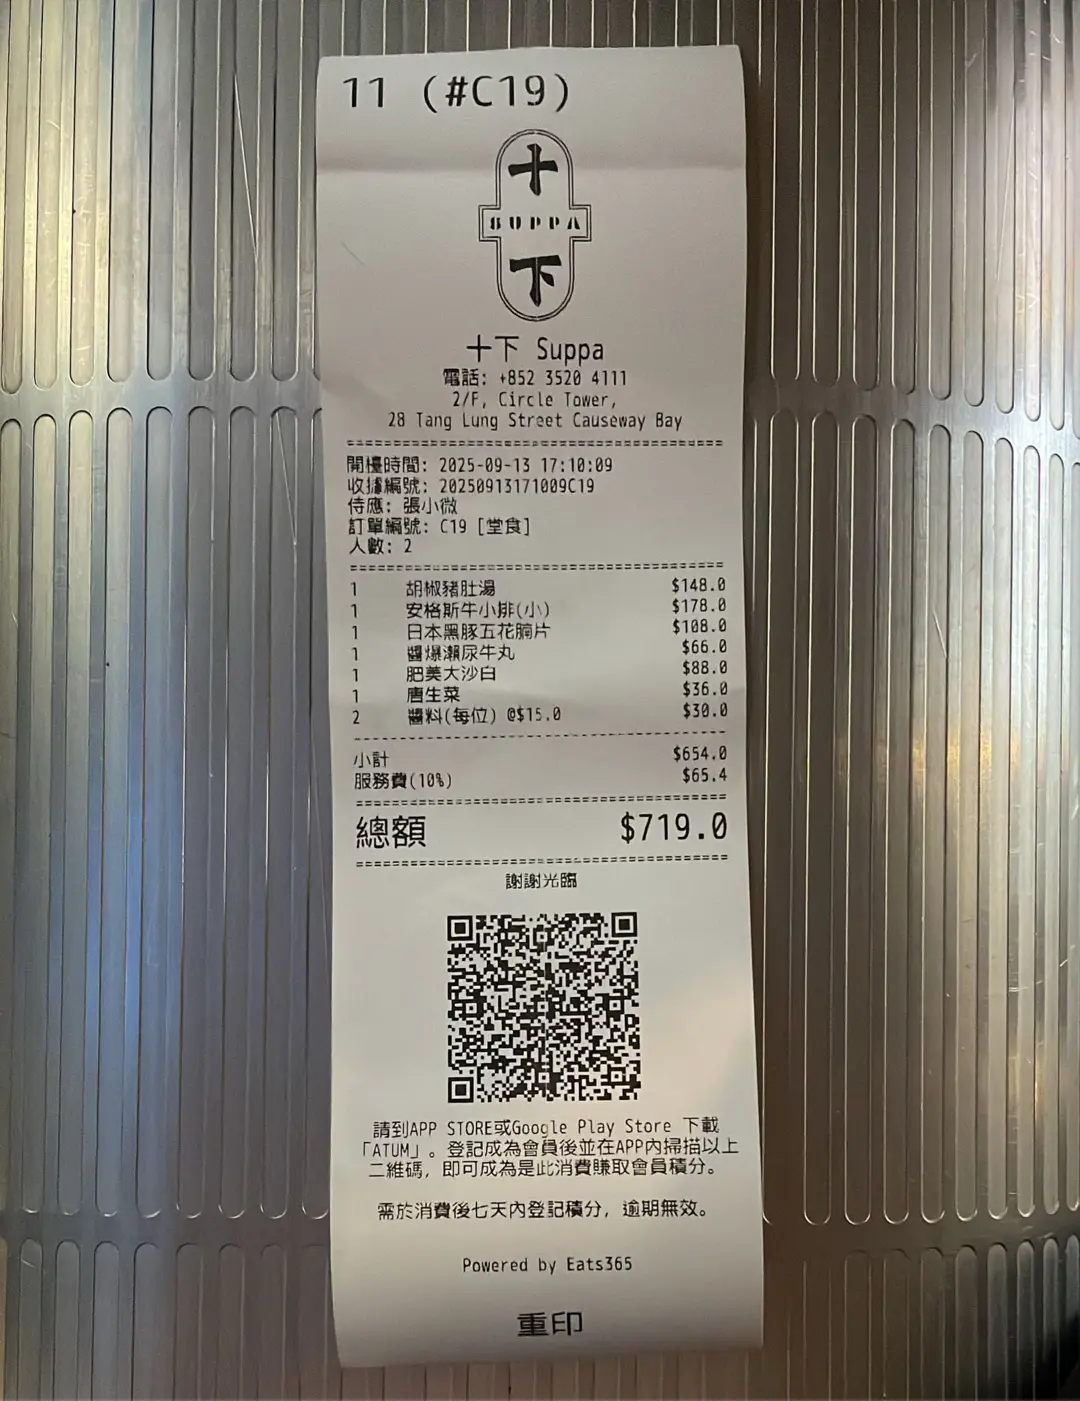 11 (#C19)
十
SUPPA
下
十下 Suppa
電話: +852 3520 4111
2/F, Circle Tower,
28 Tang Lung Street Causeway Bay
開檯時間: 2025-09-13 17:10:09
收據編號: 20250913171009C19
侍應: 張小微
訂單編號: C19 [堂食]
人數: 2
1 胡椒豬肚湯 $148.0
1 安格斯牛小排(小) $178.0
1 日本黑豚五花腩片 $108.0
1 醬爆瀨尿牛丸 $66.0
1 肥美大沙白 $88.0
1 唐生菜 $36.0
2 醬料(每位) @$15.0 $30.0
小計 $654.0
服務費(10%) $65.4
總額 $719.0
謝謝光臨
請到APP STORE或Google Play Store 下載
「ATUM」。登記成為會員後並在APP內掃描以上
二維碼, 即可成為是此消費賺取會員積分。
需於消費後七天內登記積分, 逾期無效。
Powered by Eats365
重印